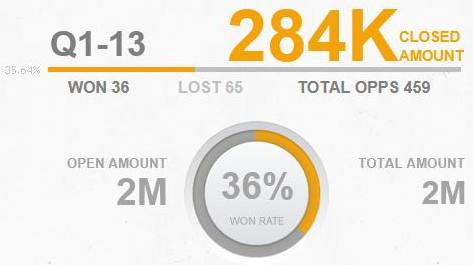 Q1-13
284K CLOSED AMOUNT
35.64%
WON 36 LOST 65 TOTAL OPPS 459
OPEN AMOUNT
2M
36%
WON RATE
TOTAL AMOUNT
2M